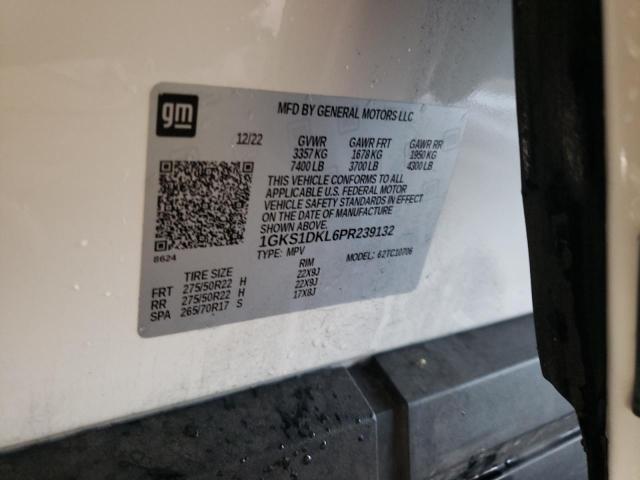 gm
MFD BY GENERAL MOTORS LLC
12/22 GVWR GAWR FRT GAWR RR
3357 KG 1678 KG 1950 KG
7400 LB 3700 LB 4300 LB
THIS VEHICLE CONFORMS TO ALL
APPLICABLE U.S. FEDERAL MOTOR
VEHICLE SAFETY STANDARDS IN EFFECT
ON THE DATE OF MANUFACTURE
SHOWN ABOVE.
1GKS1DKL6PR239132
TYPE: MPV MODEL: 62TC10706
8624
TIRE SIZE RIM
FRT 275/50R22 H 22X9J
RR 275/50R22 H 22X9J
SPA 265/70R17 S 17X8J